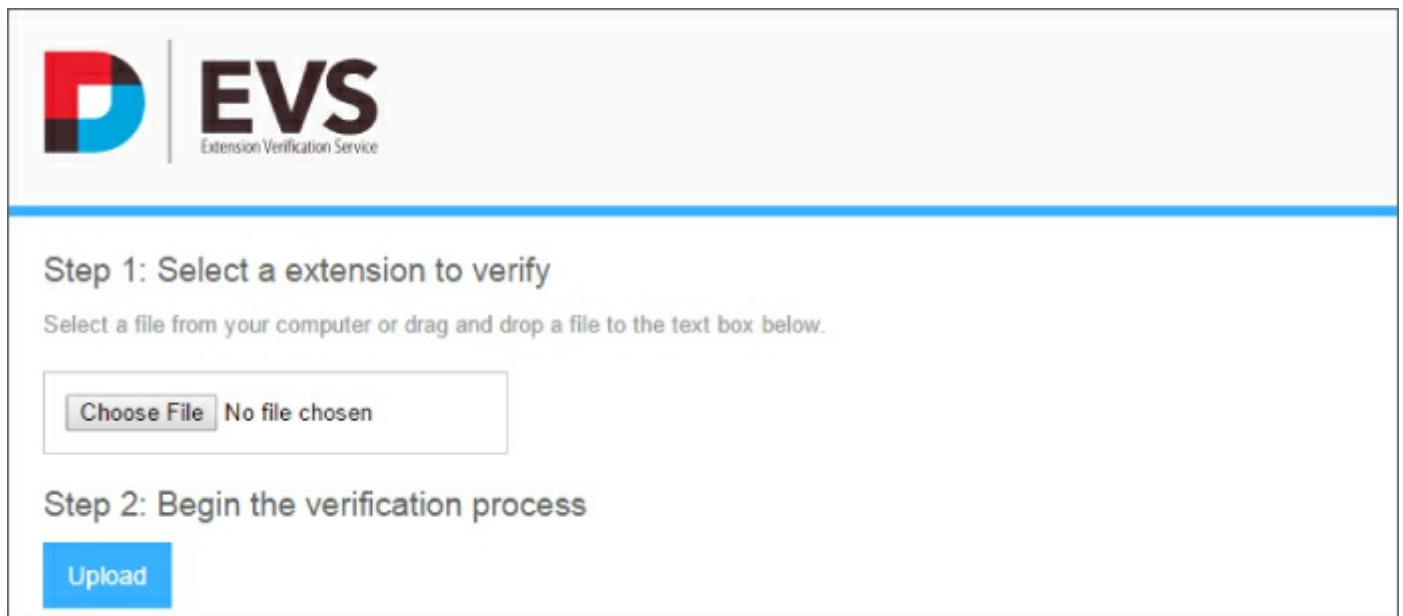 EVS
Extension Verification Service
Step 1: Select a extension to verify
Select a file from your computer or drag and drop a file to the text box below.
Choose File No file chosen
Step 2: Begin the verification process
Upload